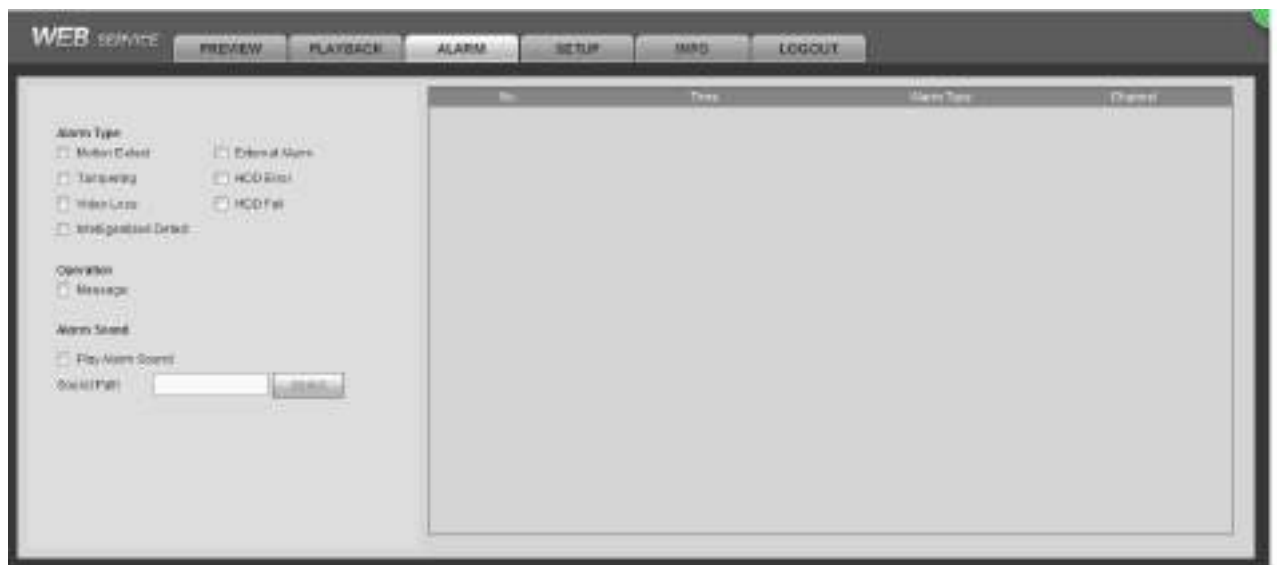 WEB SERVICE
PREVIEW PLAYBACK ALARM SETUP INFO LOGOUT
No. Time Alarm Type Channel
Alarm Type
Motion Detect External Alarm
Tampering HDD Error
Video Loss HDD Full
Detect
Operation
Message
Alarm Sound
Play Alarm Sound
Sound Path